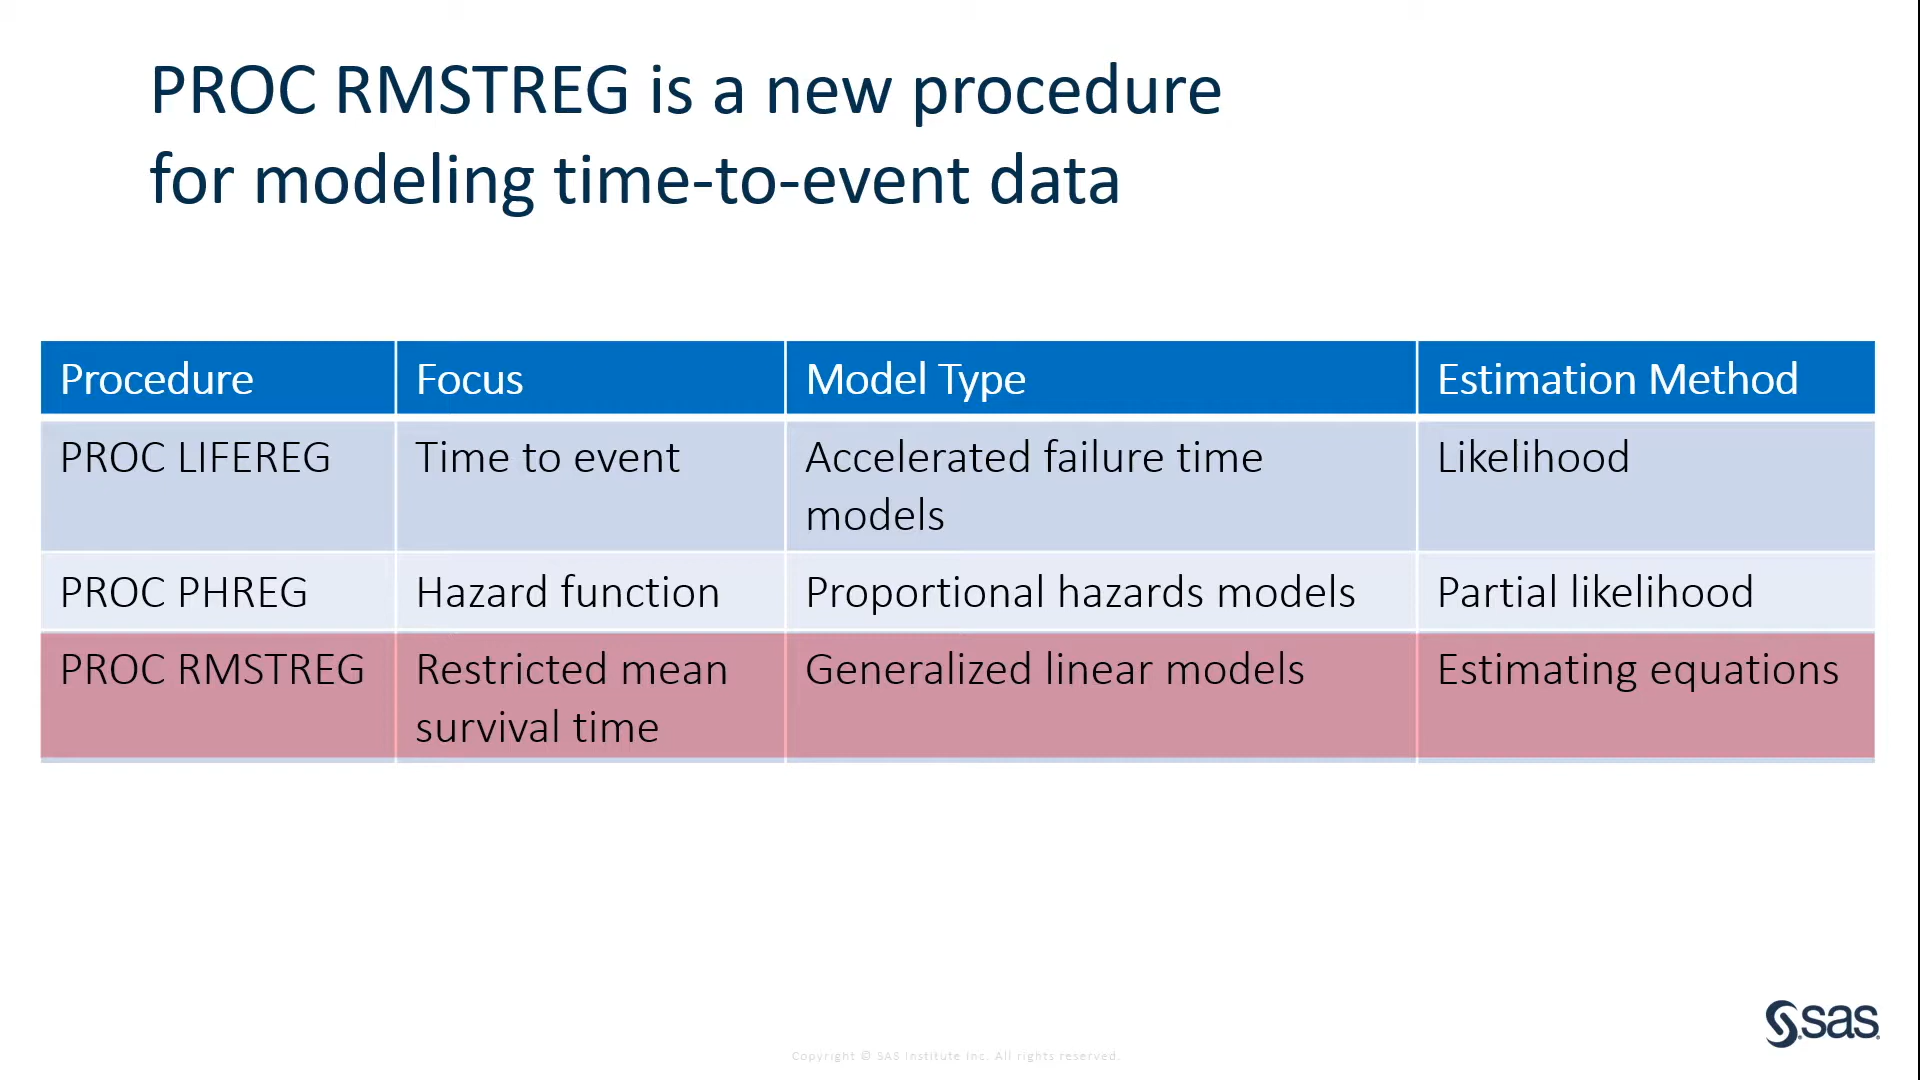 PROC RMSTREG is a new procedure
for modeling time-to-event data
Procedure Focus Model Type Estimation Method
PROC LIFEREG Time to event Accelerated failure time Likelihood
models
PROC PHREG Hazard function Proportional hazards models Partial likelihood
PROC RMSTREG Restricted mean Generalized linear models Estimating equations
survival time
sas
Copyright © SAS Institute Inc. All rights reserved.